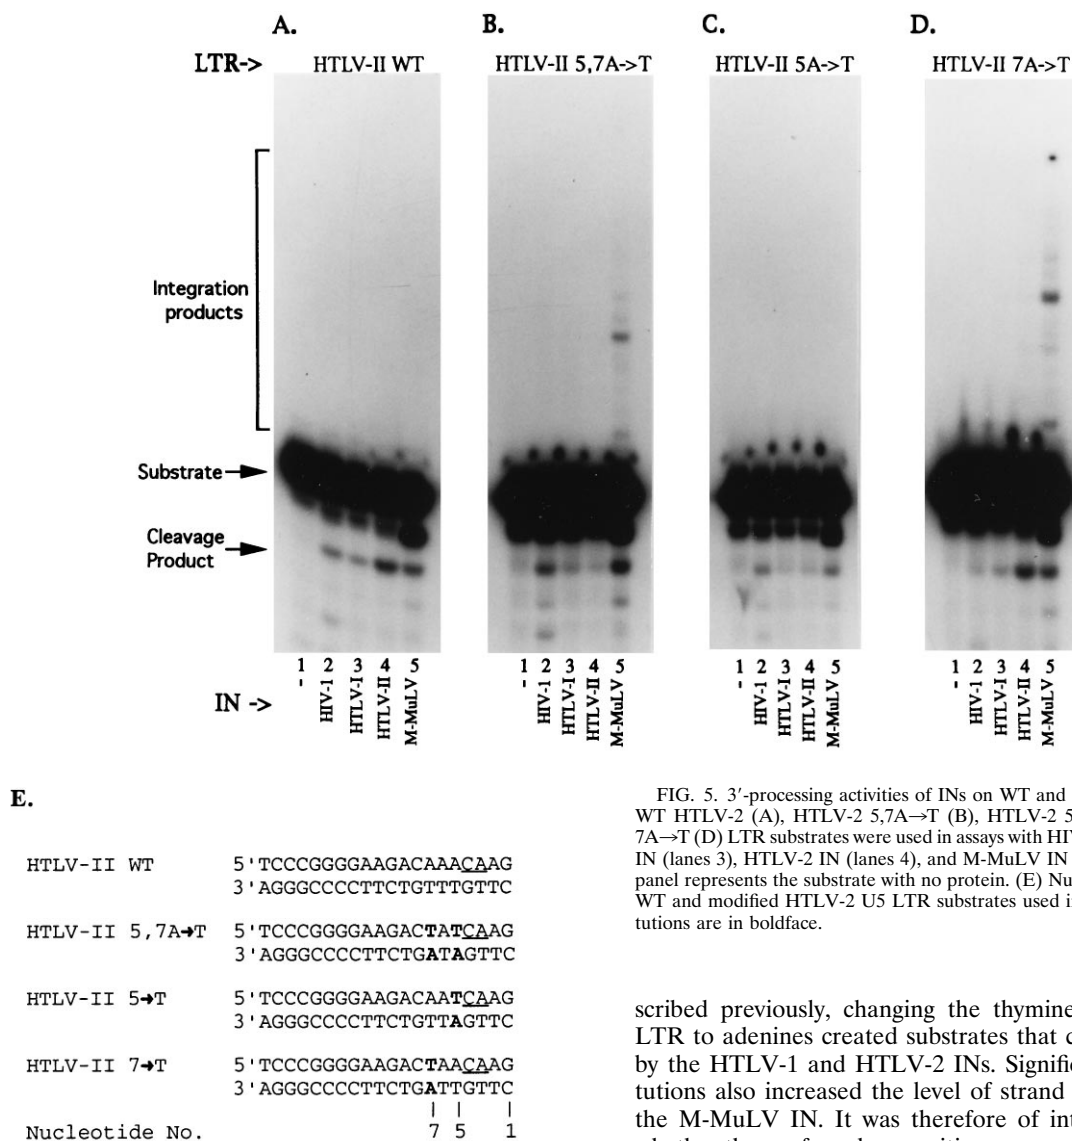 A. B. C. D.
LTR-> HTLV-II WT HTLV-II 5,7A->T HTLV-II 5A->T HTLV-II 7A->T
Integration
products
Substrate
Cleavage
Product
1 2 3 4 5 1 2 3 4 5 1 2 3 4 5 1 2 3 4 5
IN -> - HIV-1 HTLV-I HTLV-II M-MuLV - HIV-1 HTLV-I HTLV-II M-MuLV - HIV-1 HTLV-I HTLV-II M-MuLV - HIV-1 HTLV-I HTLV-II M-MuLV
E.
HTLV-II WT 5'TCCCGGGGAAGACAAACAAG
3'AGGGCCCCTTCTGTTTGTTC
HTLV-II 5,7A➔T 5'TCCCGGGGAAGACTATCAAG
3'AGGGCCCCTTCTGATAGTTC
HTLV-II 5➔T 5'TCCCGGGGAAGACAATCAAG
3'AGGGCCCCTTCTGTTAGTTC
HTLV-II 7➔T 5'TCCCGGGGAAGACTAACAAG
3'AGGGCCCCTTCTGATTGTTC
Nucleotide No. 7 5 1
FIG. 5. 3′-processing activities of INs on WT and
WT HTLV-2 (A), HTLV-2 5,7A→T (B), HTLV-2 5
7A→T (D) LTR substrates were used in assays with HIV
IN (lanes 3), HTLV-2 IN (lanes 4), and M-MuLV IN
panel represents the substrate with no protein. (E) Nu
WT and modified HTLV-2 U5 LTR substrates used in
tutions are in boldface.
scribed previously, changing the thymine
LTR to adenines created substrates that c
by the HTLV-1 and HTLV-2 INs. Signific
tutions also increased the level of strand
the M-MuLV IN. It was therefore of int